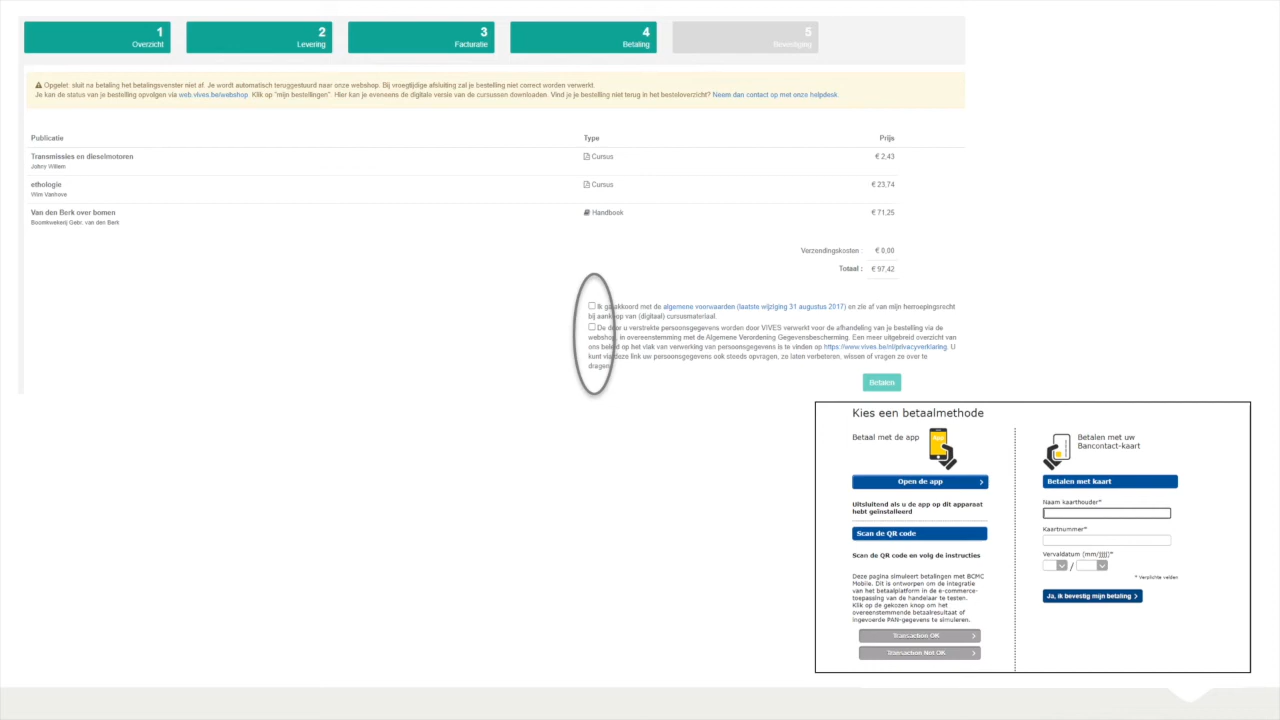 1
Overzicht
2
Levering
3
Facturatie
4
Betaling
5
Bevestiging
Opgelet: sluit na betaling het betalingsvenster niet af. Je wordt automatisch teruggestuurd naar onze webshop. Bij vroegtijdige afsluiting zal je bestelling niet correct worden verwerkt.
Je kan de status van je bestelling opvolgen via web.vives.be/webshop. Klik op "mijn bestellingen". Hier kan je eveneens de digitale versie van de cursussen downloaden. Vind je je bestelling niet terug in het besteloverzicht? Neem dan contact op met onze helpdesk.
Publicatie Type Prijs
Transmissies en dieselmotoren Cursus € 2,43
Johny Willem
ethologie Cursus € 23,74
Wim Vanhove
Van den Berk over bomen Handboek € 71,25
Boomkwekerij Gebr. van den Berk
Verzendingskosten : € 0,00
Totaal : € 97,42
Ik ga akkoord met de algemene voorwaarden (laatste wijziging 31 augustus 2017) en zie af van mijn herroepingsrecht
bij aankoop van (digitaal) cursusmateriaal.
De door u verstrekte persoonsgegevens worden door VIVES verwerkt voor de afhandeling van je bestelling via de
webshop, in overeenstemming met de Algemene Verordening Gegevensbescherming. Een meer uitgebreid overzicht van
ons beleid op het vlak van verwerking van persoonsgegevens is te vinden op https://www.vives.be/nl/privacyverklaring. U
kunt via deze link uw persoonsgegevens ook steeds opvragen, ze laten verbeteren, wissen of vragen ze over te
dragen.
Betalen
Kies een betaalmethode
Betaal met de app
App
Open de app
Uitsluitend als u de app op dit apparaat
hebt geïnstalleerd
Scan de QR code
Scan de QR code en volg de instructies
Deze pagina simuleert betalingen met BCMC
Mobile. Dit is ontworpen om de integratie
van het betaalplatform in de e-commerce-
toepassing van de handelaar te testen.
Klik op de gekozen knop om het
overeenstemmende betaalresultaat of
ingevoerde PAN-gegevens te simuleren.
Transaction OK
Transaction Not OK
Betalen met uw
Bancontact-kaart
Betalen met kaart
Naam kaarthouder*
Kaartnummer*
Vervaldatum (mm/jjjj)*
/
* Verplichte velden
Ja, ik bevestig mijn betaling